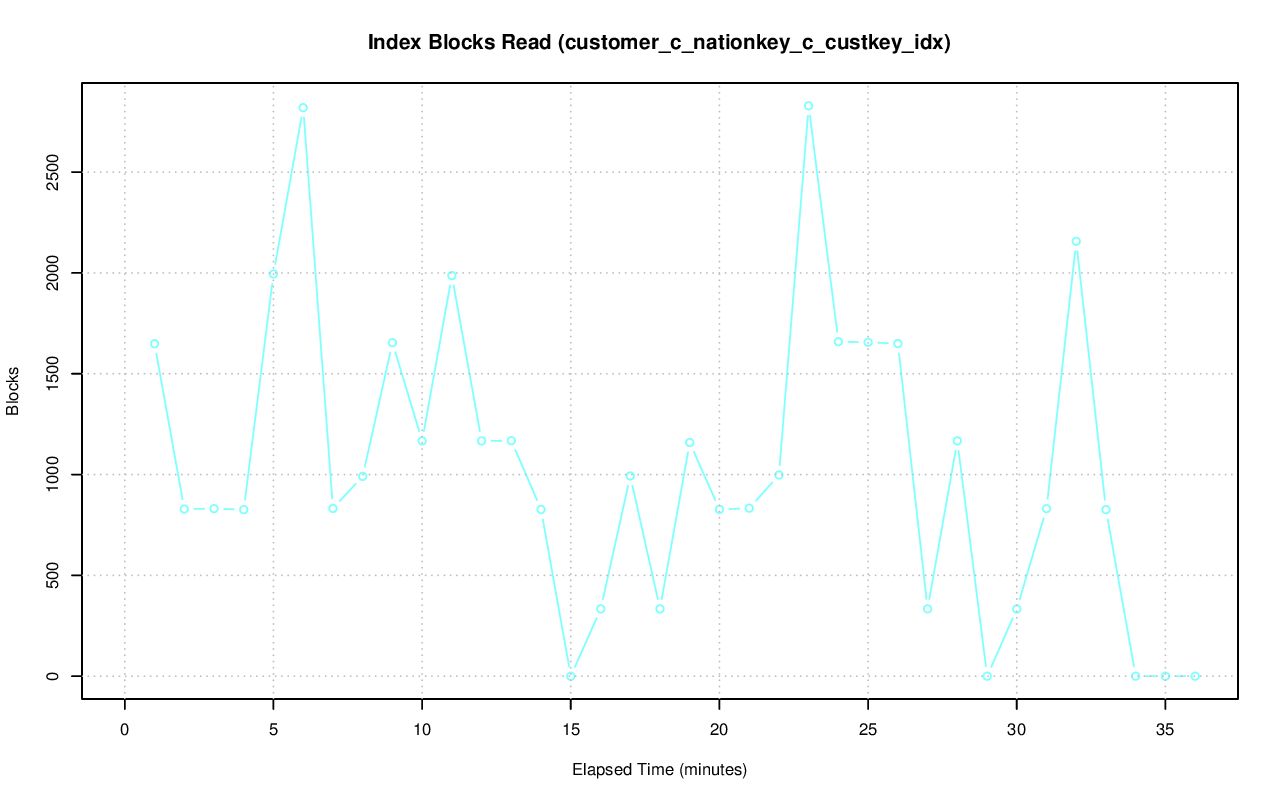 Index Blocks Read (customer_c_nationkey_c_custkey_idx)
Blocks
2500
2000
1500
1000
500
0
0 5 10 15 20 25 30 35
Elapsed Time (minutes)